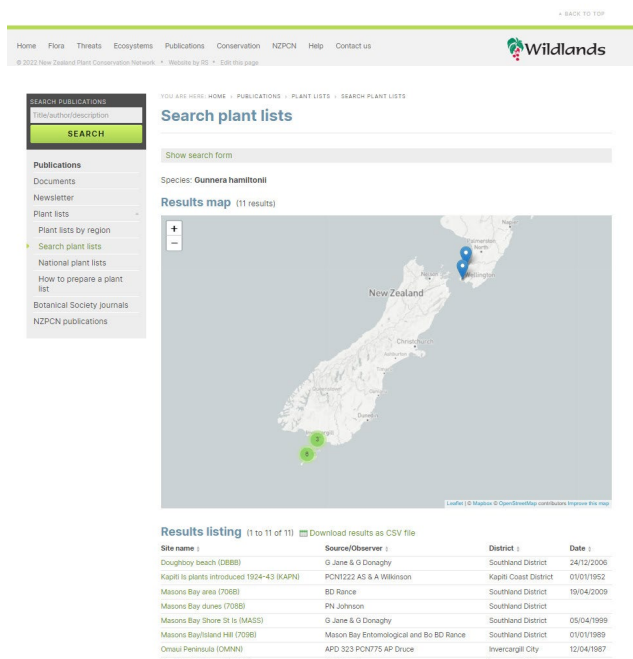 BACK TO TOP
Home Flora Threats Ecosystems Publications Conservation NZPCN Help Contact us
© 2022 New Zealand Plant Conservation Network * Website by RS * Edit this page
Wildlands
SEARCH PUBLICATIONS
Title/author/description
SEARCH
Publications
Documents
Newsletter
Plant lists -
Plant lists by region
Search plant lists
National plant lists
How to prepare a plant
list
Botanical Society journals
NZPCN publications
YOU ARE HERE: HOME › PUBLICATIONS › PLANT LISTS › SEARCH PLANT LISTS
Search plant lists
Show search form
Species: Gunnera hamiltonii
Results map (11 results)
+
−
Napier
Palmerston
North
Nelson
Wellington
New Zealand
Christchurch
Ashburton
Timaru
Queenstown
Dunedin
Leaflet | © Mapbox © OpenStreetMap contributors Improve this map
Results listing (1 to 11 of 11) Download results as CSV file
Site name Source/Observer District Date
Doughboy beach (DBBB) G Jane & G Donaghy Southland District 24/12/2006
Kapiti Is plants introduced 1924-43 (KAPN) PCN1222 AS & A Wilkinson Kapiti Coast District 01/01/1952
Masons Bay area (706B) BD Rance Southland District 19/04/2009
Masons Bay dunes (708B) PN Johnson Southland District
Masons Bay Shore St Is (MASS) G Jane & G Donaghy Southland District 05/04/1999
Masons Bay/Island Hill (709B) Mason Bay Entomological and Bo BD Rance Southland District 01/01/1989
Omaui Peninsula (OMNN) APD 323 PCN775 AP Druce Invercargill City 12/04/1987